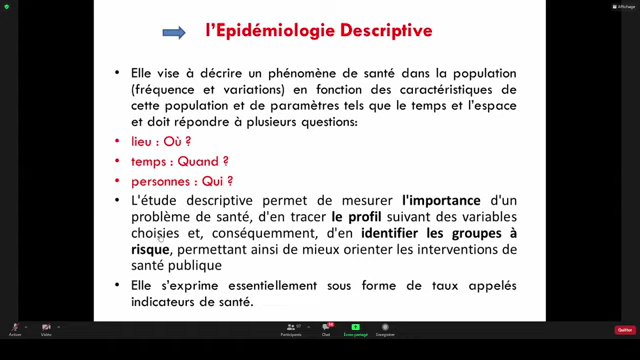 Affichage
l'Epidémiologie Descriptive
• Elle vise à décrire un phénomène de santé dans la population
(fréquence et variations) en fonction des caractéristiques de
cette population et de paramètres tels que le temps et l'espace
et doit répondre à plusieurs questions:
• lieu : Où ?
• temps : Quand ?
• personnes : Qui ?
• L'étude descriptive permet de mesurer l'importance d'un
problème de santé, d'en tracer le profil suivant des variables
choisies et, conséquemment, d'en identifier les groupes à
risque, permettant ainsi de mieux orienter les interventions de
santé publique
• Elle s'exprime essentiellement sous forme de taux appelés
indicateurs de santé.
Activer Vidéo Participants Chat Écran partagé Enregistrer Quitter